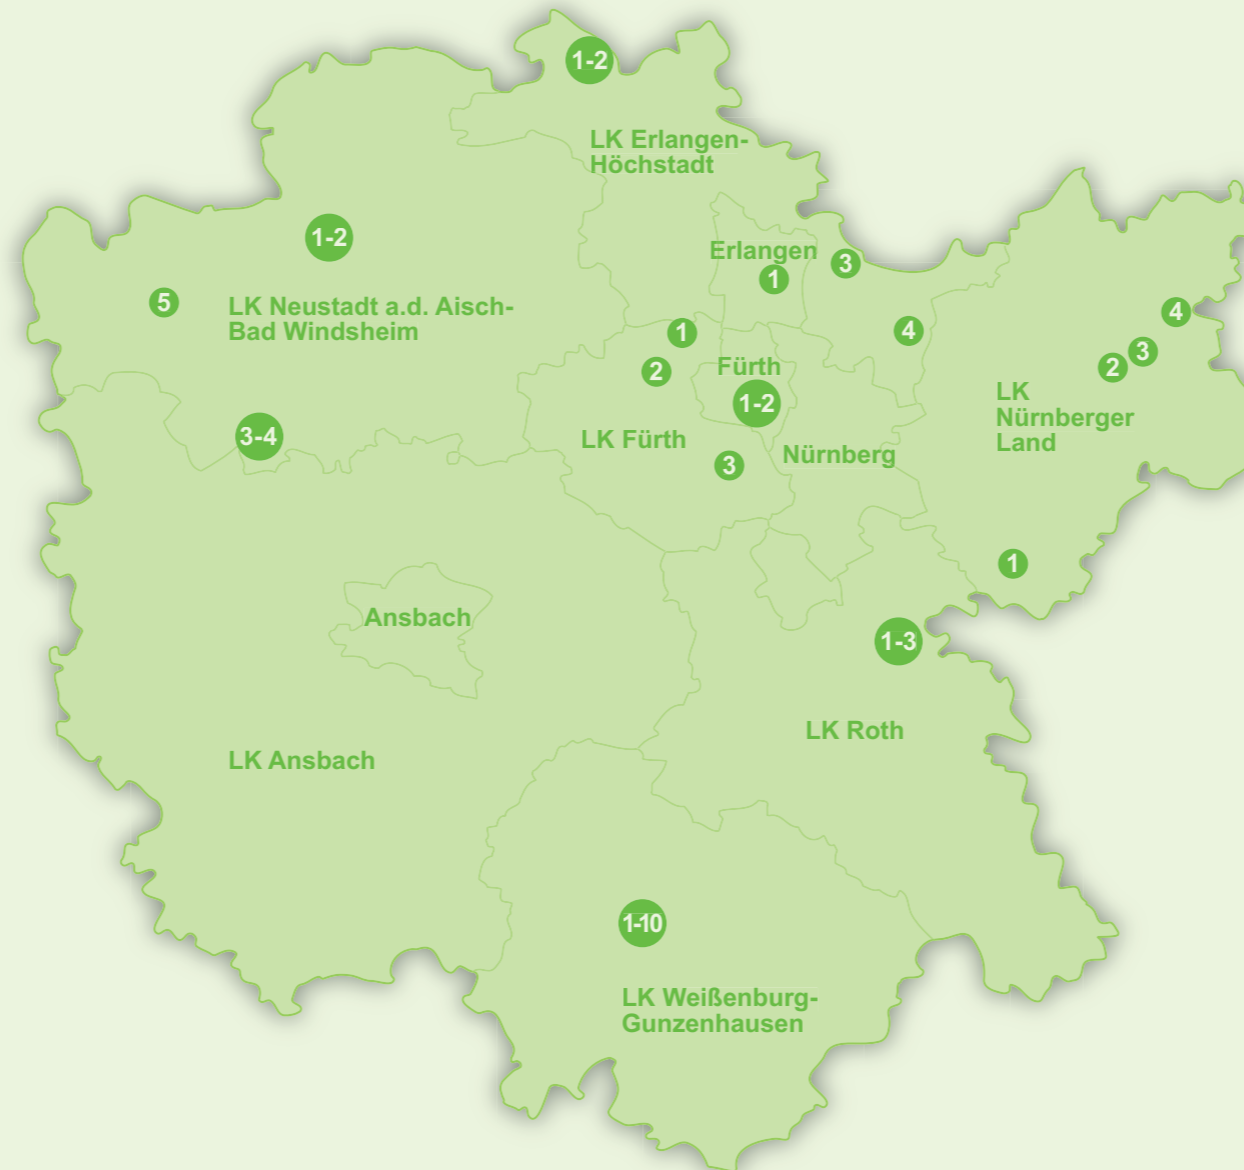 1-2
LK Erlangen-
Höchstadt
1-2
Erlangen
3
1
5
LK Neustadt a.d. Aisch-
Bad Windsheim
4
1
4
3
2
2
Fürth
1-2
LK
Nürnberger
Land
3-4
LK Fürth
Nürnberg
3
1
Ansbach
1-3
LK Roth
LK Ansbach
1-10
LK Weißenburg-
Gunzenhausen